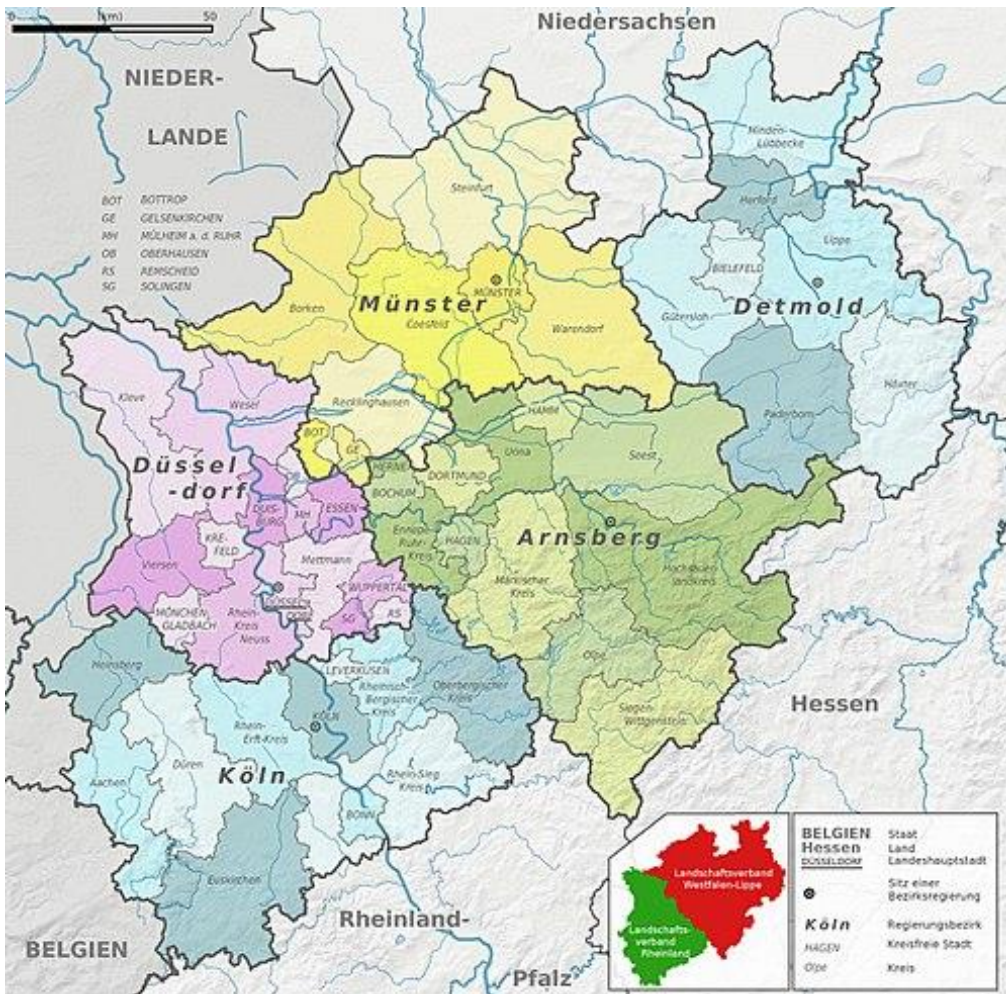 0 (km) 50
Niedersachsen
NIEDER-
LANDE
BOT BOTTROP
GE GELSENKIRCHEN
MH MÜLHEIM a. d. RUHR
OB OBERHAUSEN
RS REMSCHEID
SG SOLINGEN
Minden-
Lübbecke
Steinfurt
Herford
Lippe
BIELEFELD
MÜNSTER
Borken
Münster
Coesfeld
Warendorf
Gütersloh
Detmold
Höxter
Paderborn
Kleve
Wesel
Recklinghausen
HAMM
BOT
GE
Unna
Soest
HERNE
DORTMUND
BOCHUM
Düssel
-dorf
DUIS-
BURG
MH
ESSEN
Ennepe-
Ruhr-
Kreis
HAGEN
Arnsberg
KRE-
FELD
Mettmann
Viersen
Märkischer
Kreis
Hochsauer-
landkreis
WUPPERTAL
DÜSSEL-
DORF
MÖNCHEN-
GLADBACH
Rhein-
Kreis
Neuss
SG
RS
Olpe
Heinsberg
LEVERKUSEN
Rheinisch-
Bergischer
Kreis
Oberbergischer
Kreis
Siegen-
Wittgenstein
Hessen
KÖLN
Rhein-
Erft-Kreis
Düren
Köln
Aachen
Rhein-Sieg
Kreis
BONN
Euskirchen
Rheinland-
Pfalz
BELGIEN
Landschaftsverband
Westfalen-Lippe
Landschafts-
verband
Rheinland
BELGIEN Staat
Hessen Land
DÜSSELDORF Landeshauptstadt
Sitz einer
Bezirksregierung
Köln Regierungsbezirk
HAGEN Kreisfreie Stadt
Olpe Kreis